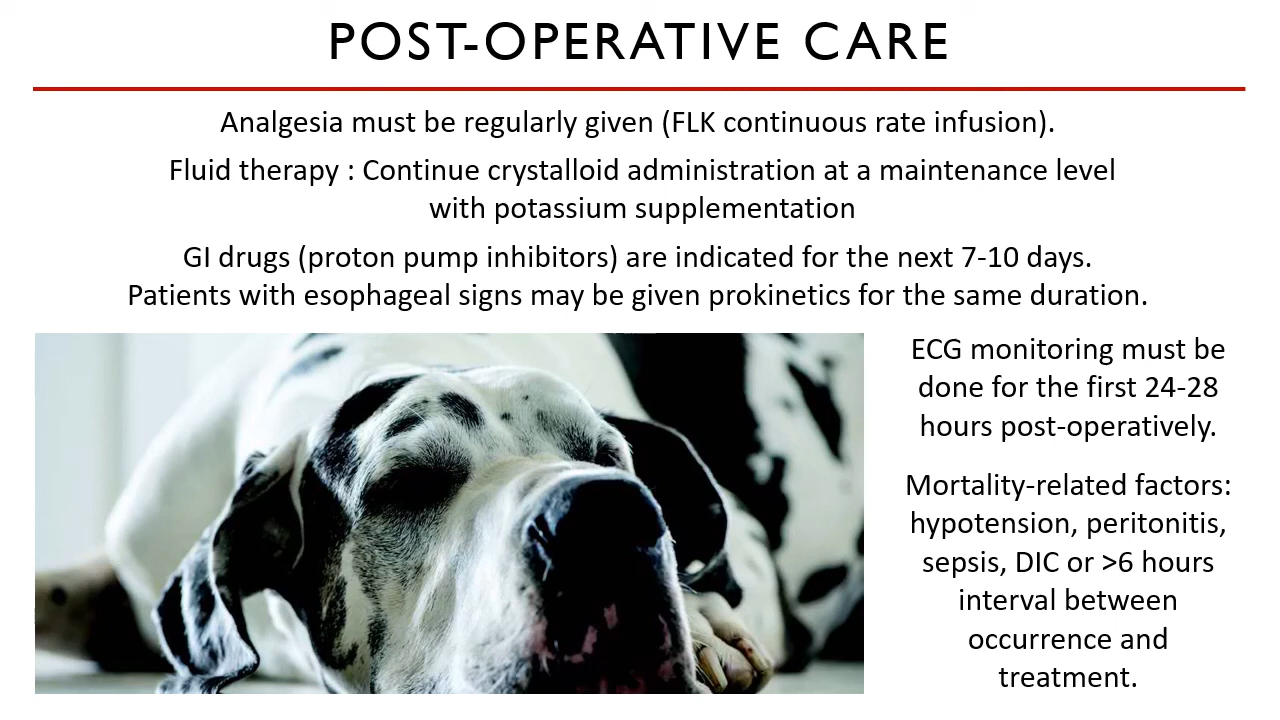 POST-OPERATIVE CARE
Analgesia must be regularly given (FLK continuous rate infusion).
Fluid therapy : Continue crystalloid administration at a maintenance level
with potassium supplementation
GI drugs (proton pump inhibitors) are indicated for the next 7-10 days.
Patients with esophageal signs may be given prokinetics for the same duration.
ECG monitoring must be
done for the first 24-28
hours post-operatively.
Mortality-related factors:
hypotension, peritonitis,
sepsis, DIC or >6 hours
interval between
occurrence and
treatment.